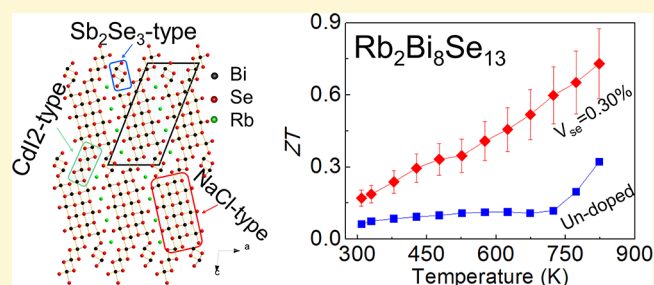 Sb2Se3-type
Bi
Se
Rb
CdI2-type
NaCl-type
a
c
Rb2Bi8Se13
ZT
0.9
0.6
0.3
0.0
Vse=0.30%
Un-doped
300 450 600 750 900
Temperature (K)